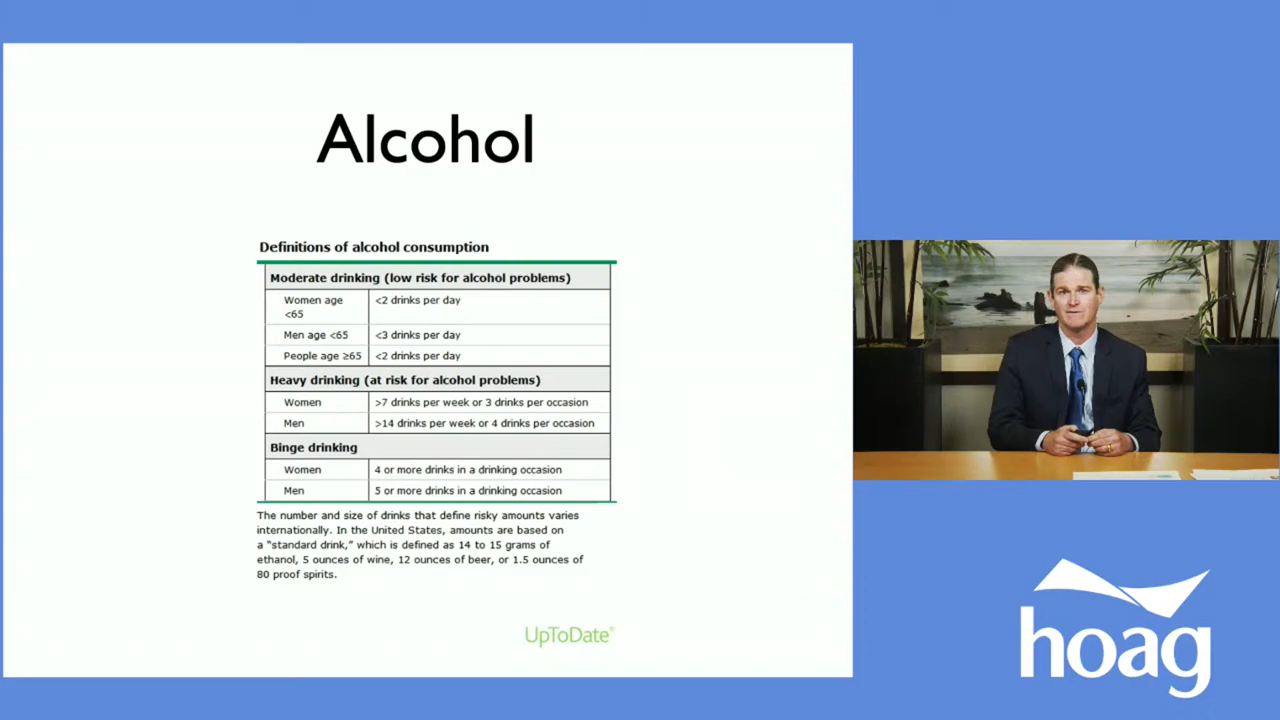 Alcohol
Definitions of alcohol consumption
Moderate drinking (low risk for alcohol problems)
Women age <65 <2 drinks per day
Men age <65 <3 drinks per day
People age ≥65 <2 drinks per day
Heavy drinking (at risk for alcohol problems)
Women >7 drinks per week or 3 drinks per occasion
Men >14 drinks per week or 4 drinks per occasion
Binge drinking
Women 4 or more drinks in a drinking occasion
Men 5 or more drinks in a drinking occasion
The number and size of drinks that define risky amounts varies
internationally. In the United States, amounts are based on
a "standard drink," which is defined as 14 to 15 grams of
ethanol, 5 ounces of wine, 12 ounces of beer, or 1.5 ounces of
80 proof spirits.
UpToDate®
hoag